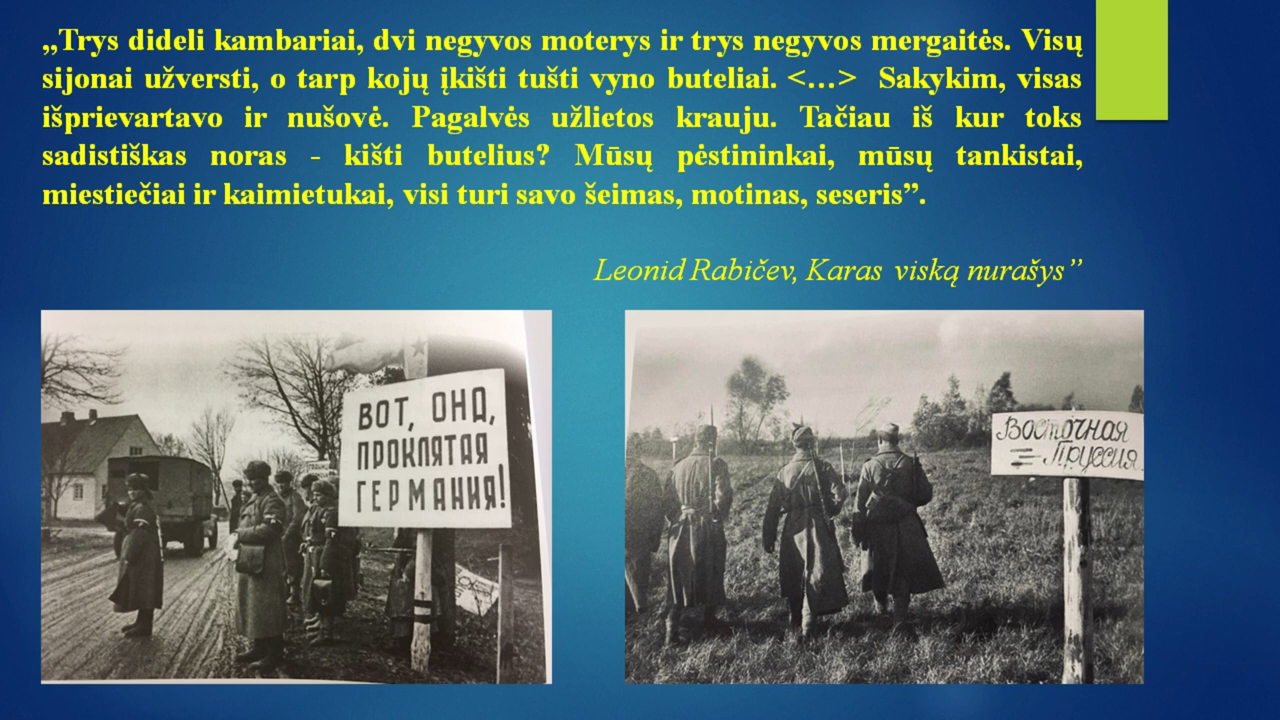 „Trys dideli kambariai, dvi negyvos moterys ir trys negyvos mergaitės. Visų
sijonai užversti, o tarp kojų įkišti tušti vyno buteliai. <…> Sakykim, visas
išprievartavo ir nušovė. Pagalvės užlietos krauju. Tačiau iš kur toks
sadistiškas noras - kišti butelius? Mūsų pėstininkai, mūsų tankistai,
miestiečiai ir kaimietukai, visi turi savo šeimas, motinas, seseris”.
Leonid Rabičev, Karas viską nurašys”
ВОТ, ОНА,
ПРОКЛЯТАЯ
ГЕРМАНИЯ!
Восточная
Пруссия